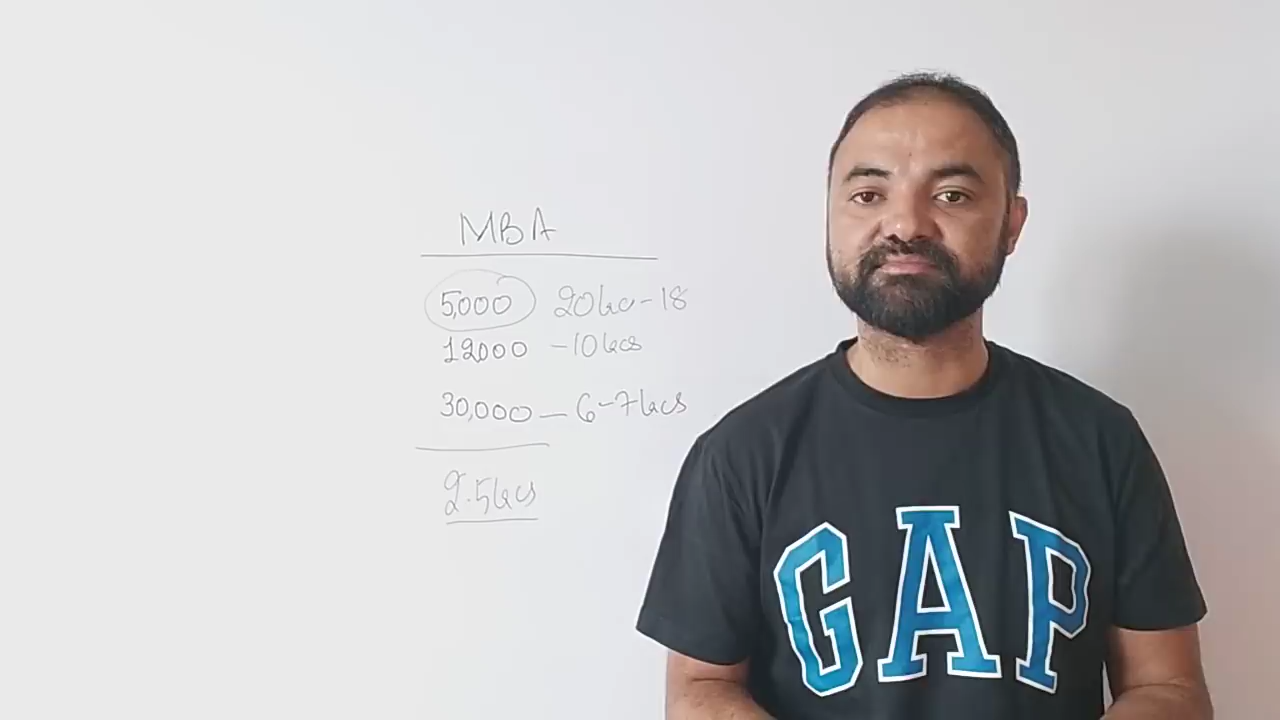 MBA
5,000 20lac-18
12000 -10lacs
30,000 - 6-7lacs
2.5lacs
GAP